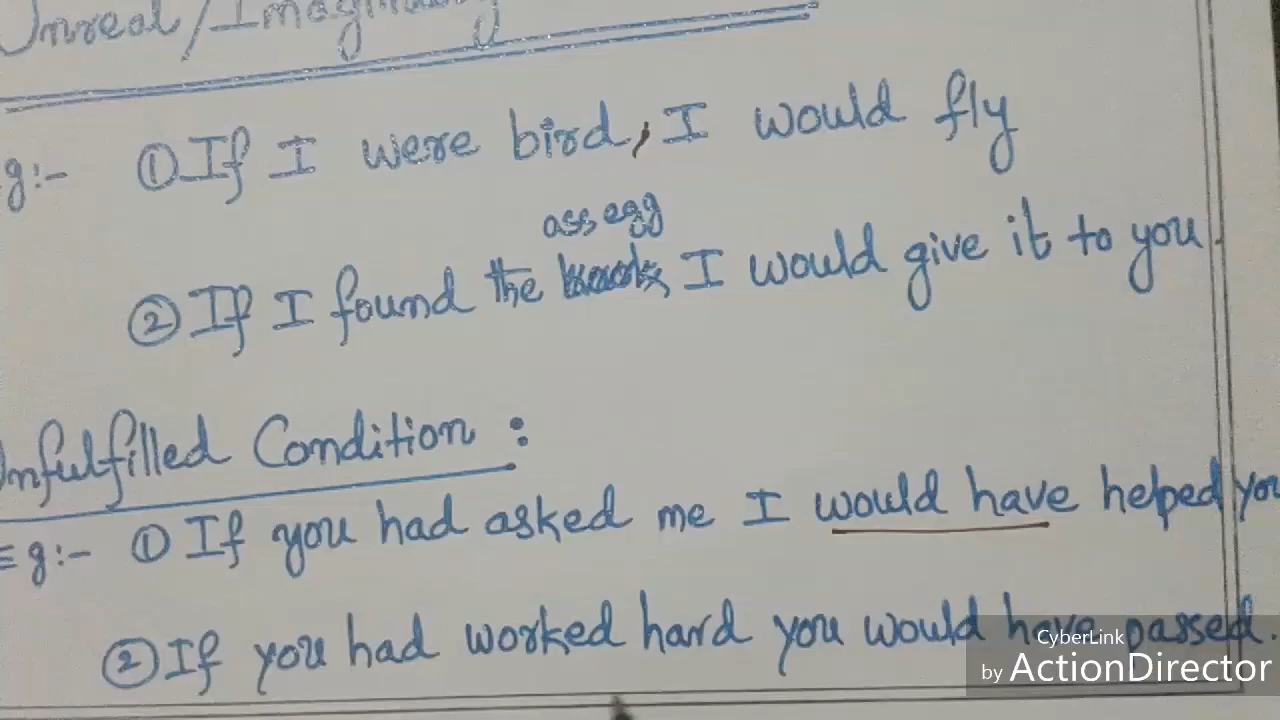 Unreal/Imaginary
g:- ① If I were bird, I would fly
ass egg
② If I found the I would give it to you.
Unfulfilled Condition :
Eg:- ① If you had asked me I would have helped you
② If you had worked hard you would have passed.
CyberLink
by ActionDirector